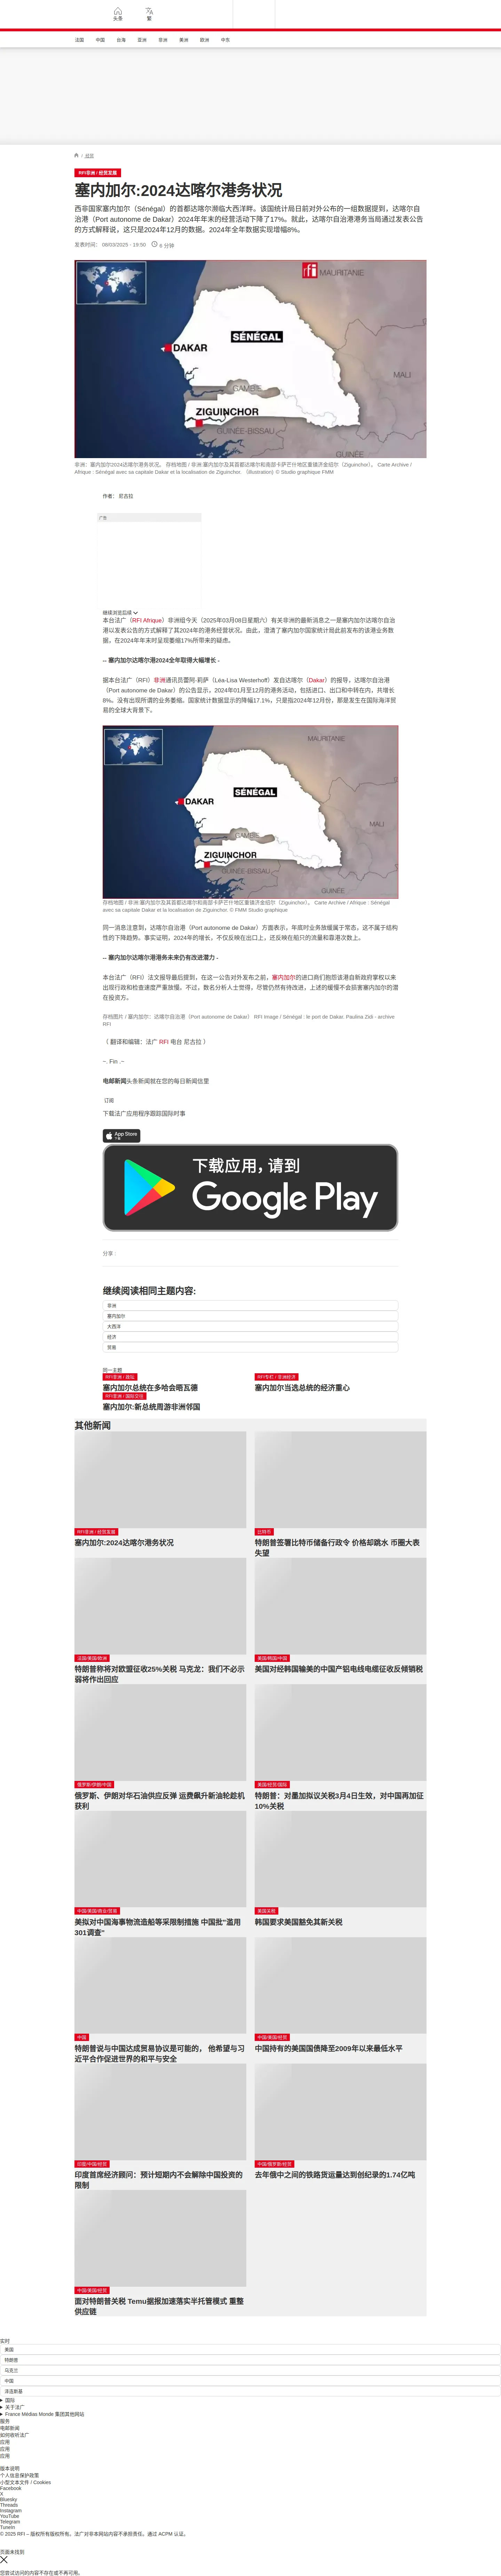 头条
繁
法国
中国
台海
亚洲
非洲
美洲
欧洲
中东
/ 经贸
RFI非洲 / 经贸发展
塞内加尔:2024达喀尔港务状况
西非国家塞内加尔（Sénégal）的首都达喀尔濒临大西洋畔。该国统计局日前对外公布的一组数据提到，达喀尔自
治港（Port autonome de Dakar）2024年年末的经营活动下降了17%。就此，达喀尔自治港港务当局通过发表公告
的方式解释说，这只是2024年12月的数据。2024年全年数据实现增幅8%。
发表时间： 08/03/2025 - 19:50
6 分钟
rfi
MAURITANIE
SÉNÉGAL
DAKAR
MALI
GAMBIE
ZIGUINCHOR
GUINÉE-BISSAU
GUINÉE
非洲：塞内加尔2024达喀尔港务状况。 存档地图 / 非洲:塞内加尔及其首都达喀尔和南部卡萨芒什地区重镇济金绍尔（Ziguinchor）。 Carte Archive /
Afrique : Sénégal avec sa capitale Dakar et la localisation de Ziguinchor. （illustration) © Studio graphique FMM
作者： 尼古拉
广告
继续浏览后续
本台法广（RFI Afrique）非洲组今天（2025年03月08日星期六）有关非洲的最新消息之一是塞内加尔达喀尔自治
港以发表公告的方式解释了其2024年的港务经营状况。由此，澄清了塞内加尔国家统计局此前发布的该港业务数
据。在2024年年末时呈现萎缩17%所带来的疑虑。
-- 塞内加尔达喀尔港2024全年取得大幅增长 -
据本台法广（RFI）非洲通讯员蕾阿-莉萨（Léa-Lisa Westerhoff）发自达喀尔（Dakar）的报导，达喀尔自治港
（Port autonome de Dakar）的公告显示，2024年01月至12月的港务活动，包括进口、出口和中转在内，共增长
8%。没有出现所谓的业务萎缩。国家统计数据显示的降幅17.1%，只是指2024年12月份，那是发生在国际海洋贸
易的全球大背景下。
MAURITANIE
SÉNÉGAL
DAKAR
MALI
GAMBIE
ZIGUINCHOR
GUINÉE-BISSAU
GUINÉE
存档地图 / 非洲:塞内加尔及其首都达喀尔和南部卡萨芒什地区重镇济金绍尔（Ziguinchor）。 Carte Archive / Afrique : Sénégal
avec sa capitale Dakar et la localisation de Ziguinchor. © FMM Studio graphique
同一消息注意到，达喀尔自治港（Port autonome de Dakar）方面表示，年底时业务放缓属于常态，这不属于结构
性的下降趋势。事实证明，2024年的增长，不仅反映在出口上，还反映在船只的流量和靠港次数上。
-- 塞内加尔达喀尔港港务未来仍有改进潜力 -
本台法广（RFI）法文报导最后提到，在这一公告对外发布之前，塞内加尔的进口商们抱怨该港自新政府掌权以来
出现行政和检查速度严重放慢。不过，数名分析人士觉得，尽管仍然有待改进，上述的缓慢不会损害塞内加尔的潜
在投资方。
存档图片 / 塞内加尔：达喀尔自治港（Port autonome de Dakar） RFI Image / Sénégal : le port de Dakar. Paulina Zidi - archive
RFI
（ 翻译和编辑：法广 RFI 电台 尼古拉 ）
~. Fin .~
电邮新闻头条新闻就在您的每日新闻信里
订阅
下载法广应用程序跟踪国际时事
App Store
下载
下载应用，请到
Google Play
分享 :
继续阅读相同主题内容:
非洲
塞内加尔
大西洋
经济
贸易
同一主题
RFI非洲 / 政坛
塞内加尔总统在多哈会晤瓦德
RFI专栏 / 非洲经济
塞内加尔当选总统的经济重心
RFI非洲 / 国际交往
塞内加尔:新总统周游非洲邻国
其他新闻
RFI非洲 / 经贸发展
塞内加尔:2024达喀尔港务状况
比特币
特朗普签署比特币储备行政令 价格却跳水 币圈大表
失望
法国/美国/欧洲
特朗普称将对欧盟征收25%关税 马克龙：我们不必示
弱将作出回应
美国/韩国/中国
美国对经韩国输美的中国产铝电线电缆征收反倾销税
俄罗斯/伊朗/中国
俄罗斯、伊朗对华石油供应反弹 运费飙升新油轮趁机
获利
美国/经贸/国际
特朗普：对墨加拟议关税3月4日生效，对中国再加征
10%关税
中国/美国/商业/贸易
美拟对中国海事物流造船等采限制措施 中国批“滥用
301调查”
美国关税
韩国要求美国豁免其新关税
中国
特朗普说与中国达成贸易协议是可能的， 他希望与习
近平合作促进世界的和平与安全
中国/美国/经贸
中国持有的美国国债降至2009年以来最低水平
印度/中国/经贸
印度首席经济顾问：预计短期内不会解除中国投资的
限制
中国/俄罗斯/经贸
去年俄中之间的铁路货运量达到创纪录的1.74亿吨
中国/美国/经贸
面对特朗普关税 Temu据报加速落实半托管模式 重整
供应链
实时
美国
特朗普
马克龙
中国
泽连斯基
国际
关于法广
France Médias Monde 集团其他网站
服务
电邮新闻
如何收听法广
应用
应用
应用
版本说明
个人信息保护政策
小型文本文件 / Cookies
Facebook
X
Bluesky
Threads
Instagram
YouTube
Telegram
TuneIn
© 2025 RFI – 版权所有版权所有。法广对非本网站内容不承担责任。通过 ACPM 认证。
页面未找到
您尝试访问的内容不存在或不再可用。